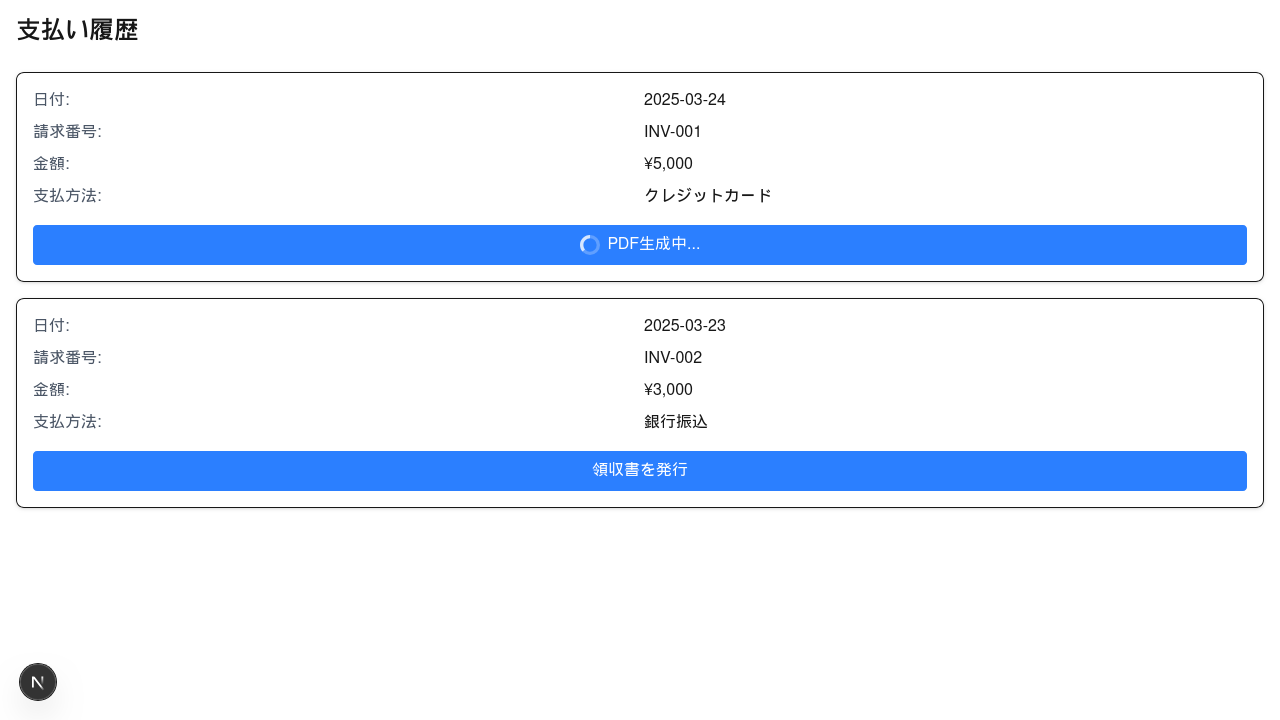 支払い履歴
日付: 2025-03-24
請求番号: INV-001
金額: ¥5,000
支払方法: クレジットカード
PDF生成中...
日付: 2025-03-23
請求番号: INV-002
金額: ¥3,000
支払方法: 銀行振込
領収書を発行
N